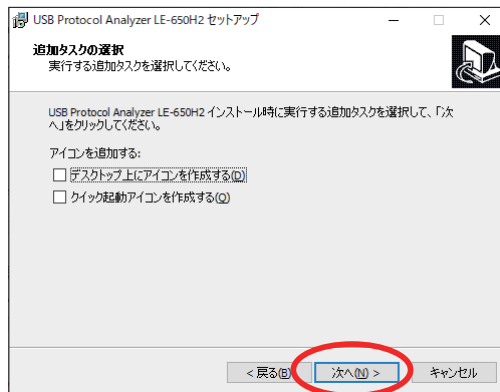 USB Protocol Analyzer LE-650H2 セットアップ
追加タスクの選択
実行する追加タスクを選択してください。
USB Protocol Analyzer LE-650H2 インストール時に実行する追加タスクを選択して、「次
へ」をクリックしてください。
アイコンを追加する:
デスクトップ上にアイコンを作成する(D)
クイック起動アイコンを作成する(Q)
< 戻る(B)
次へ(N) >
キャンセル